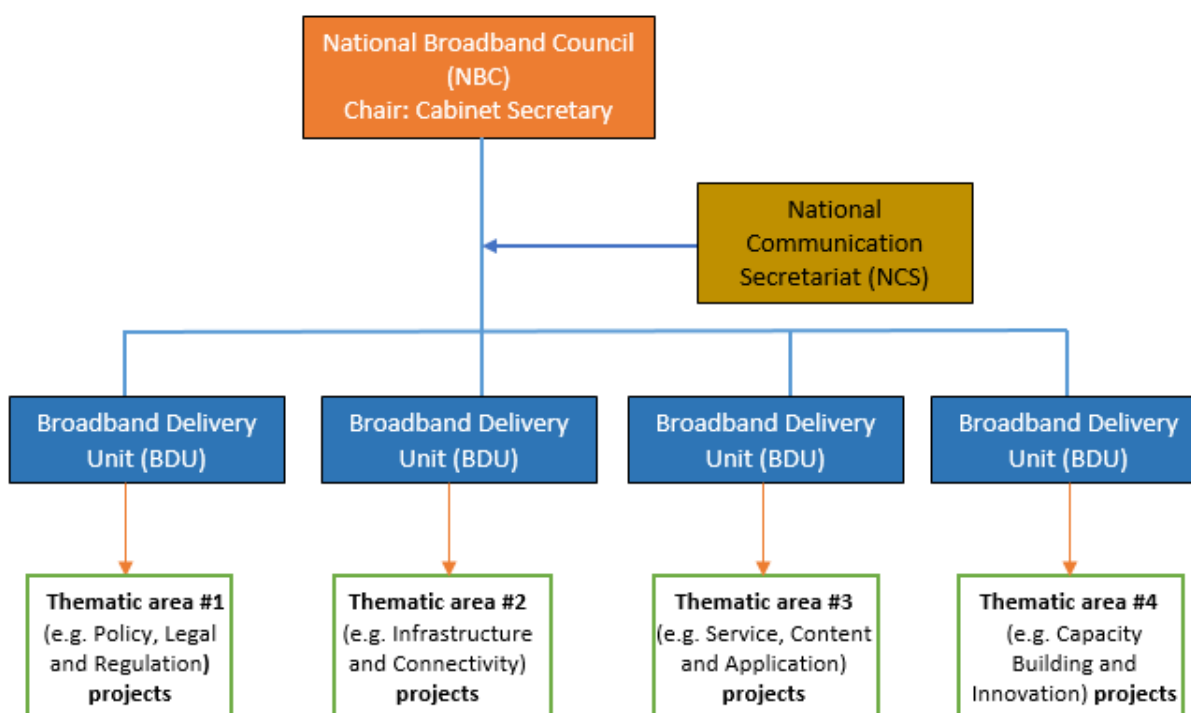 National Broadband Council
(NBC)
Chair: Cabinet Secretary
National
Communication
Secretariat (NCS)
Broadband Delivery
Unit (BDU)
Broadband Delivery
Unit (BDU)
Broadband Delivery
Unit (BDU)
Broadband Delivery
Unit (BDU)
Thematic area #1
(e.g. Policy, Legal
and Regulation)
projects
Thematic area #2
(e.g. Infrastructure
and Connectivity)
projects
Thematic area #3
(e.g. Service, Content
and Application)
projects
Thematic area #4
(e.g. Capacity
Building and
Innovation) projects